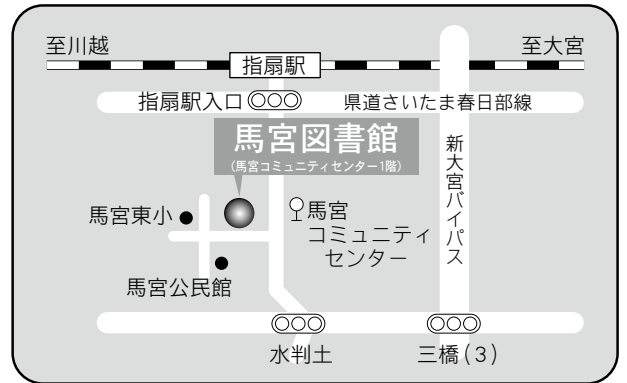 至川越
至大宮
指扇駅
指扇駅入口
県道さいたま春日部線
馬宮図書館
(馬宮コミュニティセンター1階)
新大宮バイパス
馬宮東小
馬宮
コミュニティ
センター
馬宮公民館
水判土
三橋(3)